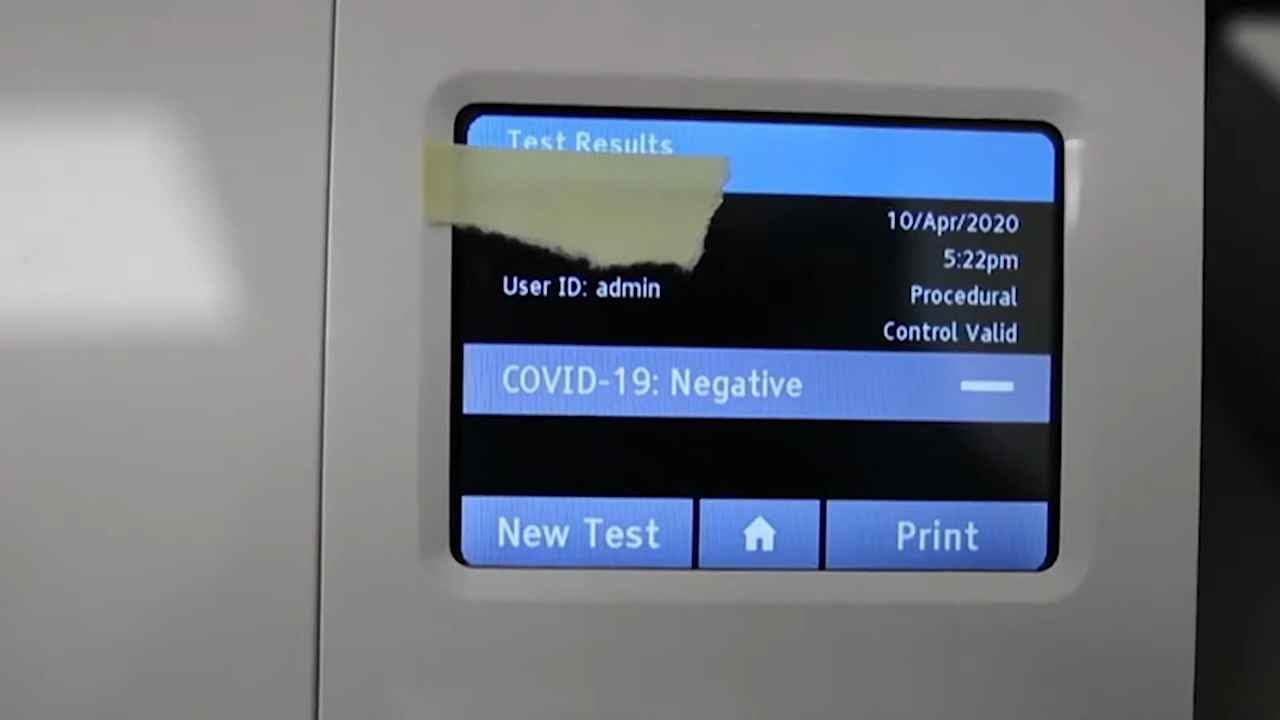 Test Results
10/Apr/2020
5:22pm
User ID: admin
Procedural
Control Valid
COVID-19: Negative
New Test
Print